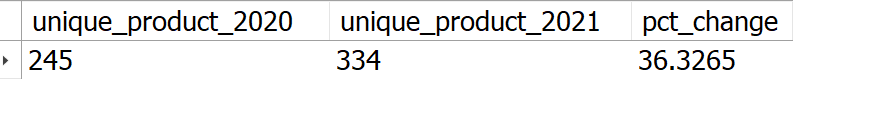 unique_product_2020 unique_product_2021 pct_change
245 334 36.3265